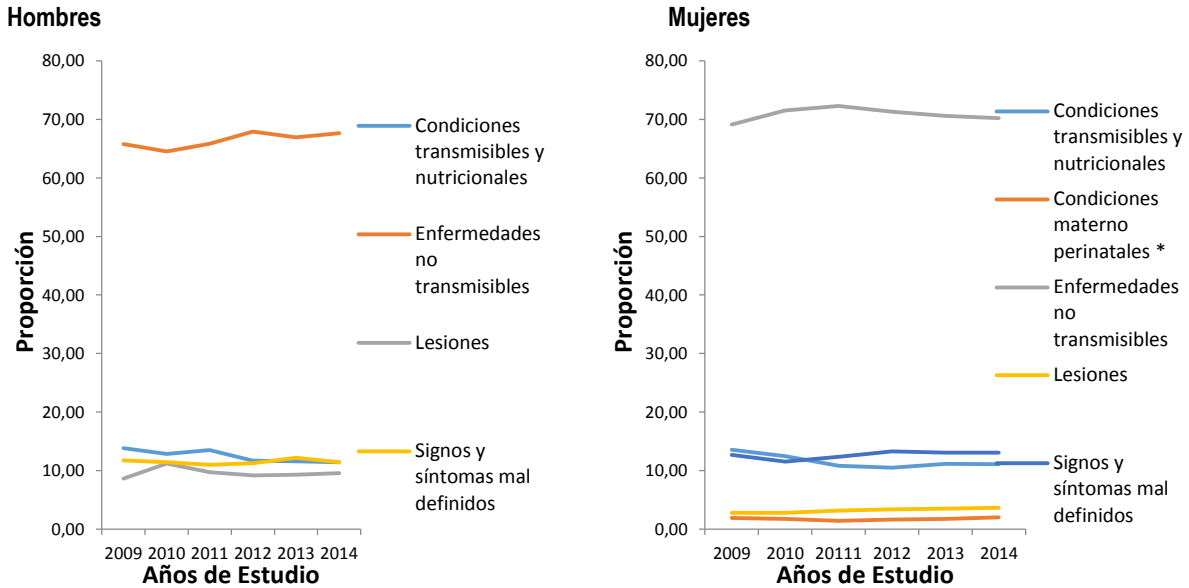 Hombres
80,00
70,00
60,00
50,00
40,00
30,00
20,00
10,00
0,00
Proporción
2009 2010 2011 2012 2013 2014
Años de Estudio
Condiciones
transmisibles y
nutricionales
Enfermedades
no
transmisibles
Lesiones
Signos y
síntomas mal
definidos
Mujeres
80,00
70,00
60,00
50,00
40,00
30,00
20,00
10,00
0,00
Proporción
2009 2010 20111 2012 2013 2014
Años de Estudio
Condiciones
transmisibles y
nutricionales
Condiciones
materno
perinatales *
Enfermedades
no
transmisibles
Lesiones
Signos y
síntomas mal
definidos